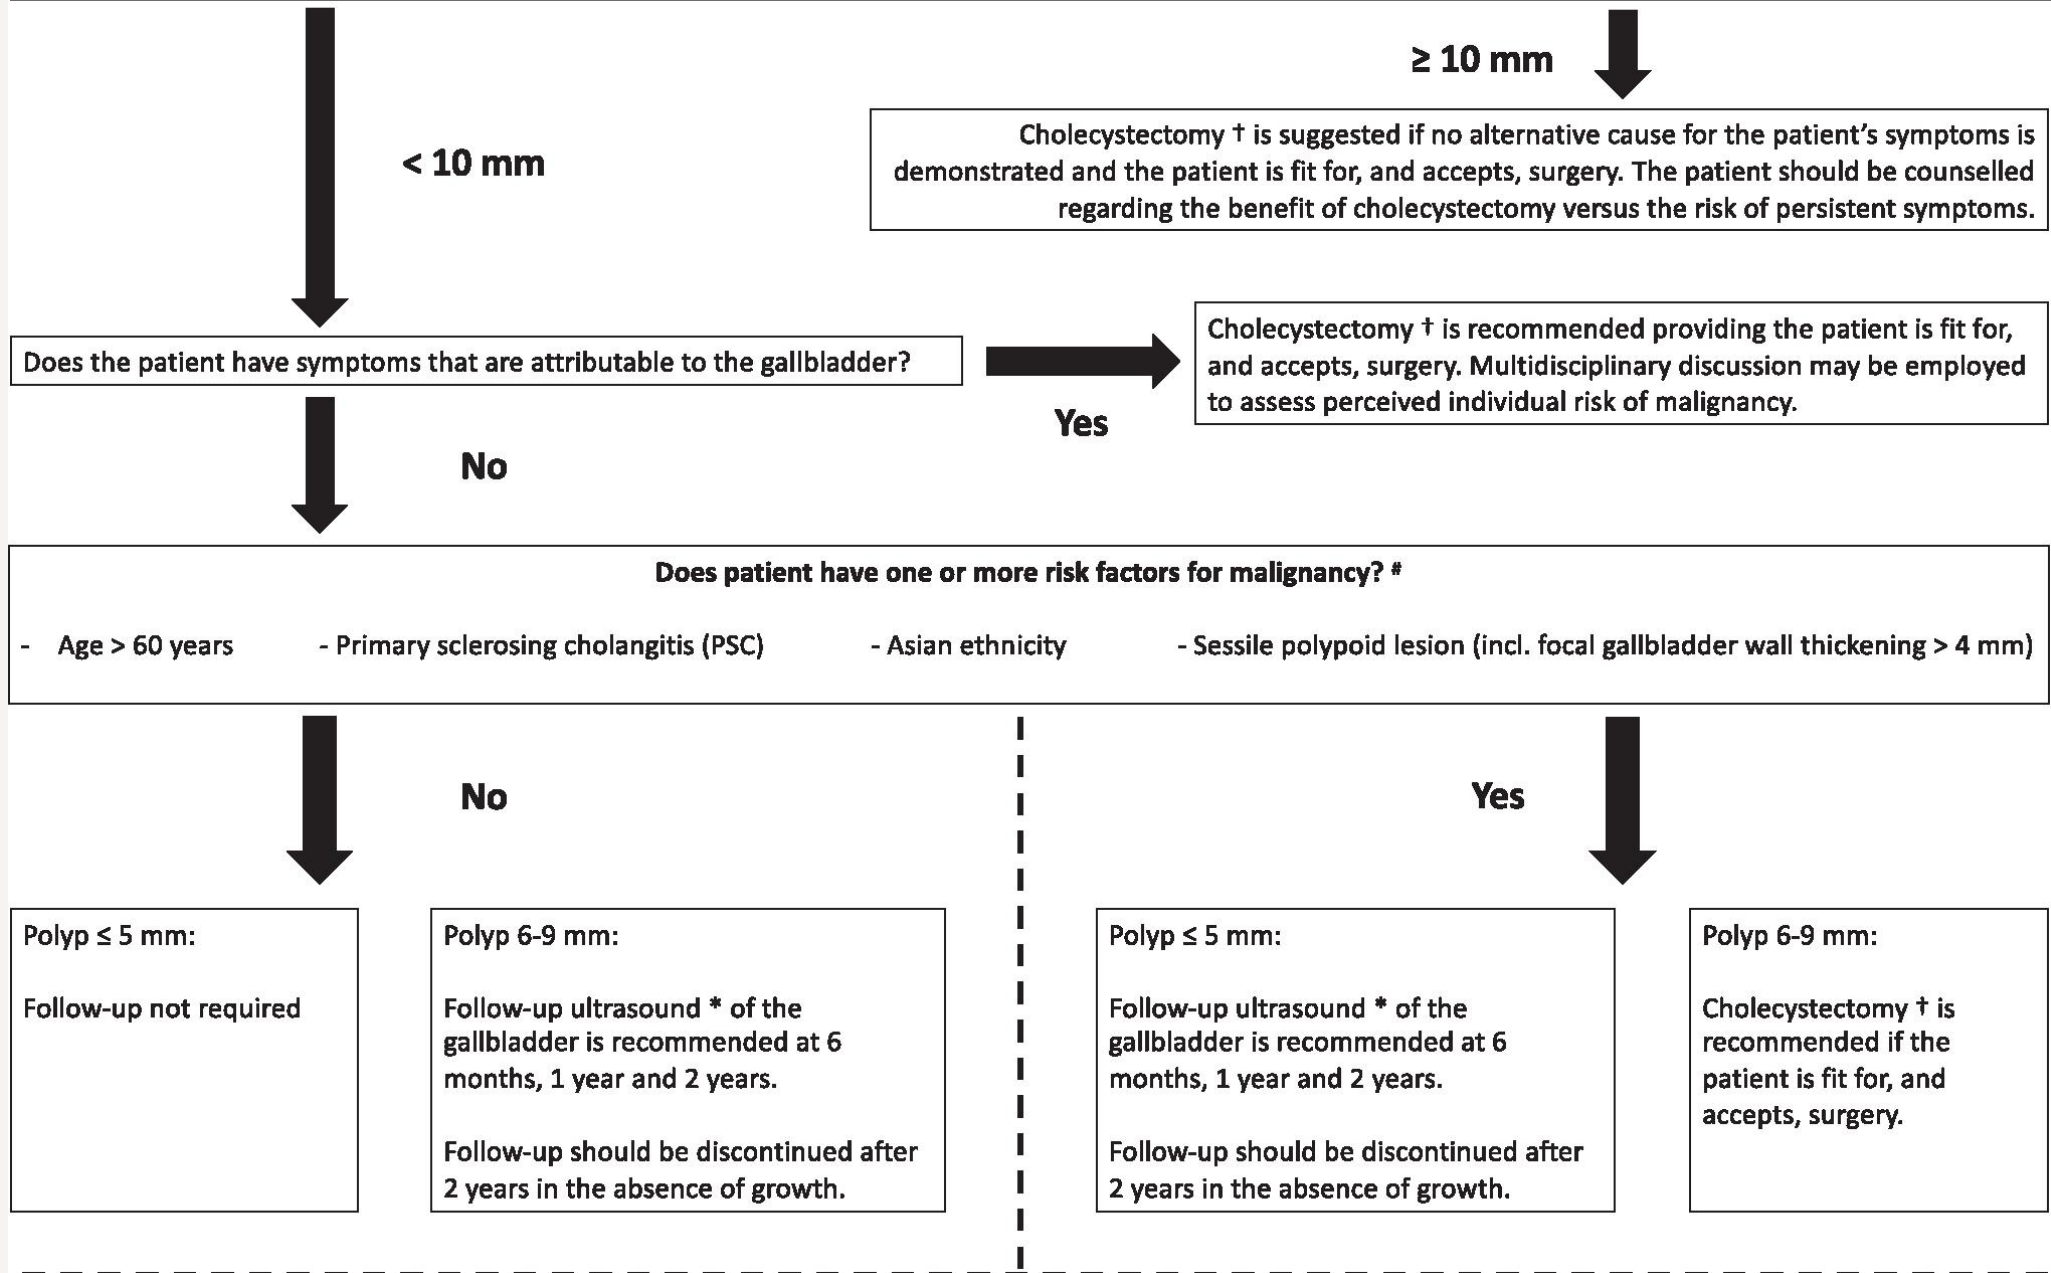 ≥ 10 mm
Cholecystectomy † is suggested if no alternative cause for the patient's symptoms is
demonstrated and the patient is fit for, and accepts, surgery. The patient should be counselled
regarding the benefit of cholecystectomy versus the risk of persistent symptoms.
< 10 mm
Does the patient have symptoms that are attributable to the gallbladder?
Yes
Cholecystectomy † is recommended providing the patient is fit for,
and accepts, surgery. Multidisciplinary discussion may be employed
to assess perceived individual risk of malignancy.
No
Does patient have one or more risk factors for malignancy? #
- Age > 60 years - Primary sclerosing cholangitis (PSC) - Asian ethnicity - Sessile polypoid lesion (incl. focal gallbladder wall thickening > 4 mm)
No
Yes
Polyp ≤ 5 mm:
Follow-up not required
Polyp 6-9 mm:
Follow-up ultrasound * of the
gallbladder is recommended at 6
months, 1 year and 2 years.
Follow-up should be discontinued after
2 years in the absence of growth.
Polyp ≤ 5 mm:
Follow-up ultrasound * of the
gallbladder is recommended at 6
months, 1 year and 2 years.
Follow-up should be discontinued after
2 years in the absence of growth.
Polyp 6-9 mm:
Cholecystectomy † is
recommended if the
patient is fit for, and
accepts, surgery.